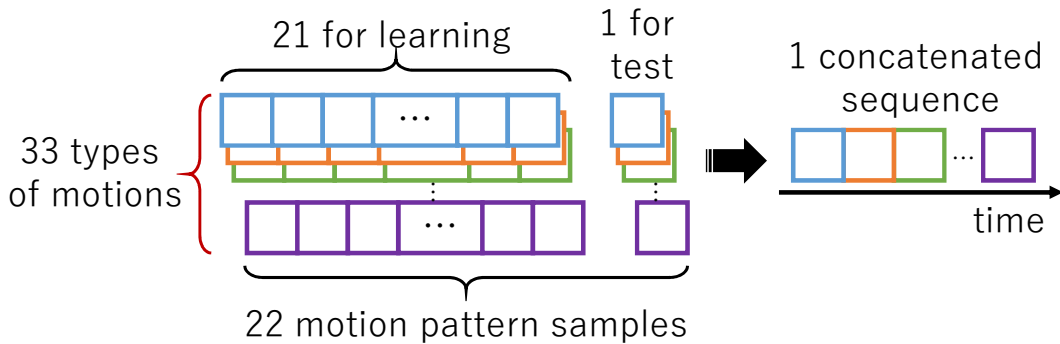 21 for learning
1 for
test
1 concatenated
sequence
33 types
of motions
...
...
time
...
22 motion pattern samples